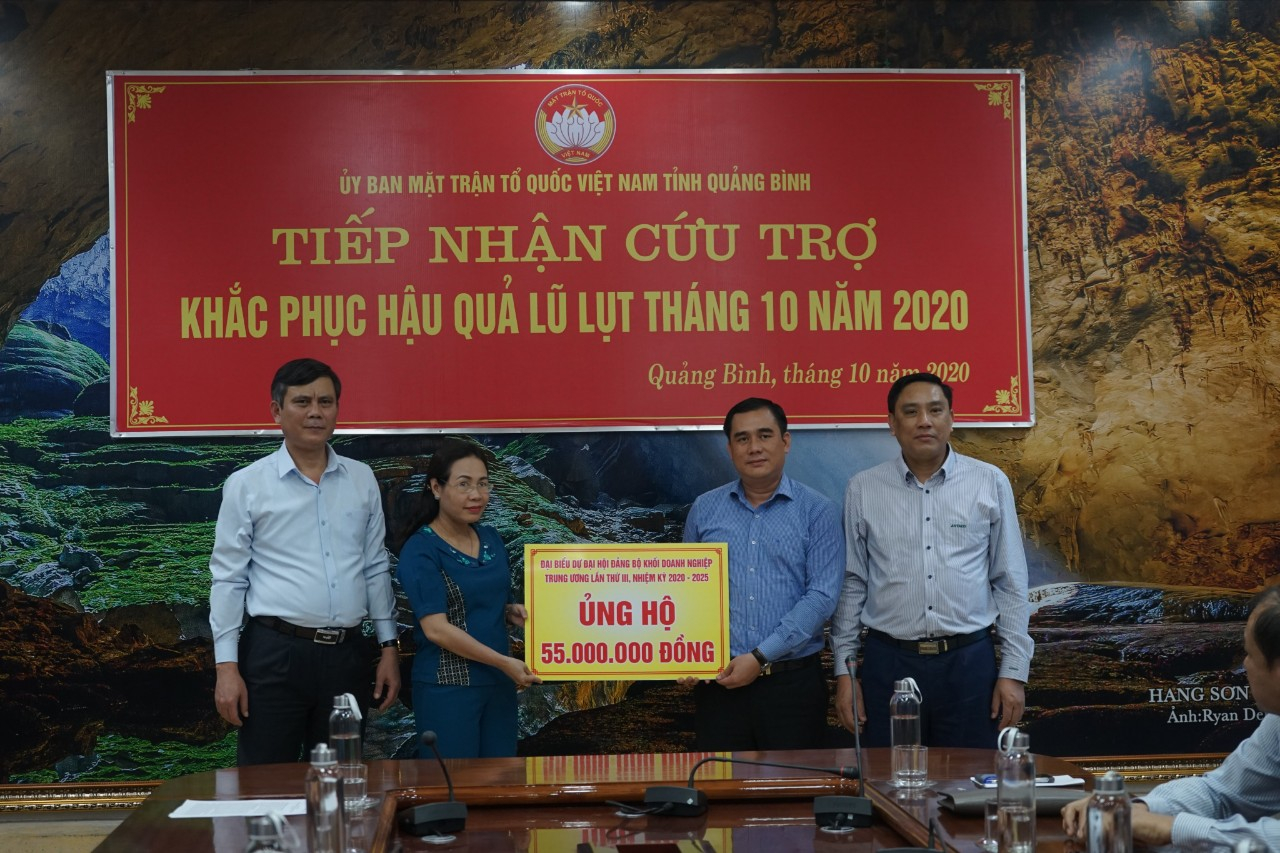 MẶT TRẬN TỔ QUỐC
VIỆT NAM
ỦY BAN MẶT TRẬN TỔ QUỐC VIỆT NAM TỈNH QUẢNG BÌNH
TIẾP NHẬN CỨU TRỢ
KHẮC PHỤC HẬU QUẢ LŨ LỤT THÁNG 10 NĂM 2020
Quảng Bình, tháng 10 năm 2020
ĐẠI BIỂU DỰ ĐẠI HỘI ĐẢNG BỘ KHỐI DOANH NGHIỆP
TRUNG ƯƠNG LẦN THỨ III, NHIỆM KỲ 2020 - 2025
ỦNG HỘ
55.000.000 ĐỒNG
HANG SƠN
Ảnh:Ryan De